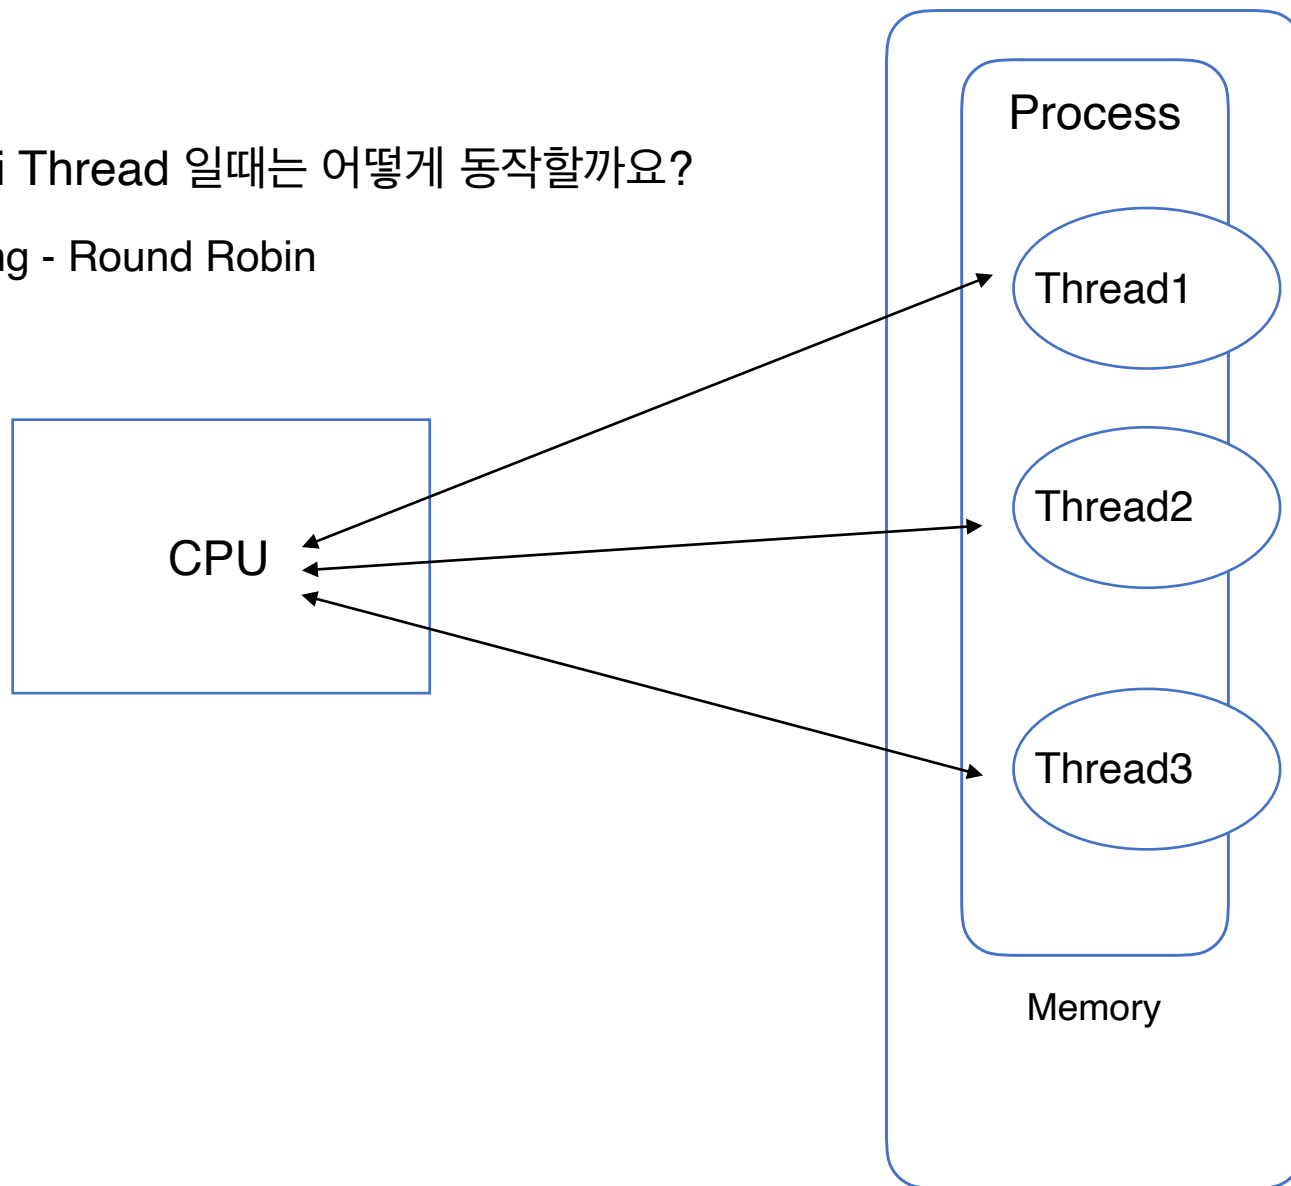 i Thread 일때는 어떻게 동작할까요?
ng - Round Robin
Process
Thread1
Thread2
CPU
Thread3
Memory